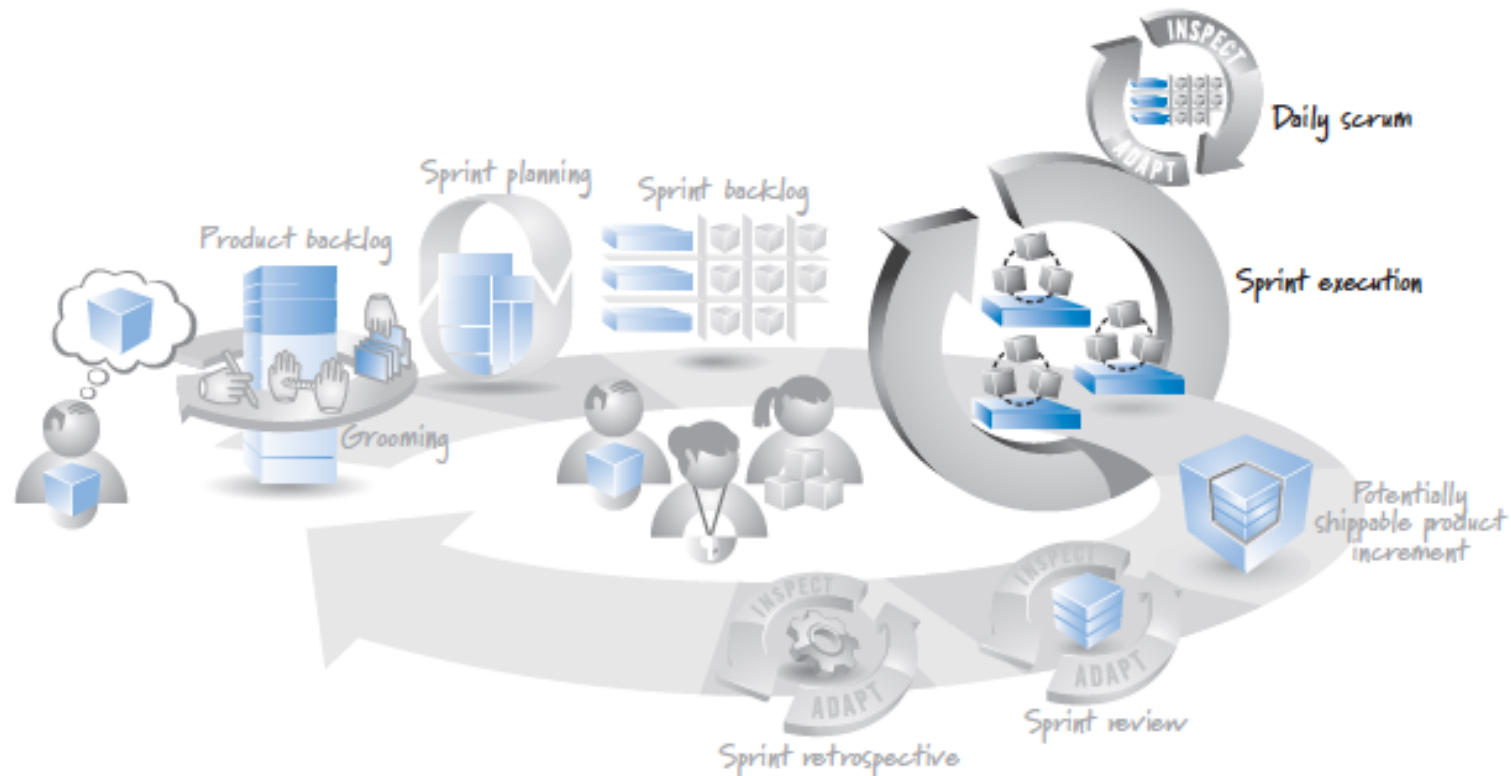 INSPECT
ADAPT
Daily scrum
Sprint planning
Sprint backlog
Product backlog
Sprint execution
Grooming
Potentially
shippable product
increment
INSPECT
ADAPT
Sprint review
INSPECT
ADAPT
Sprint retrospective